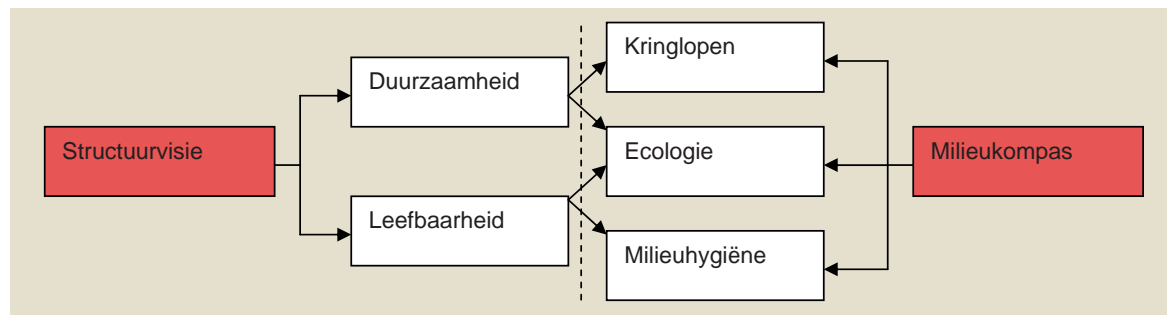 Structuurvisie
Duurzaamheid
Leefbaarheid
Kringlopen
Ecologie
Milieuhygiëne
Milieukompas